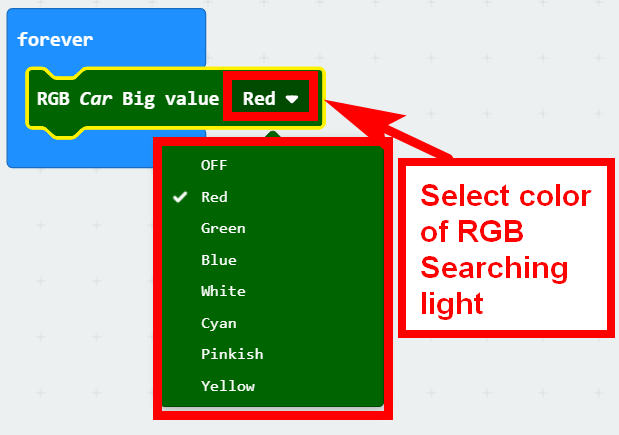 forever
RGB Car Big value Red
OFF
Red
Green
Blue
White
Cyan
Pinkish
Yellow
Select color
of RGB
Searching
light